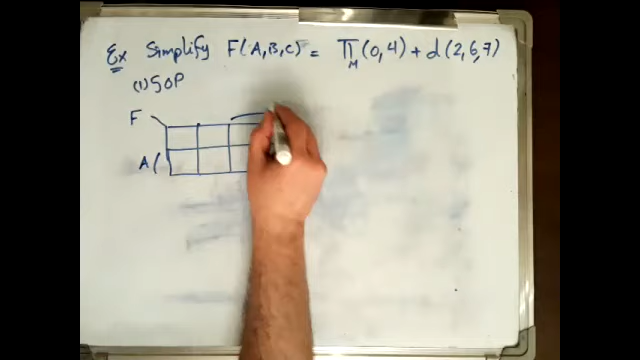 Ex Simplify F(A,B,C) = Π_M (0,4) + d(2,6,7)
(1) SOP
F
A